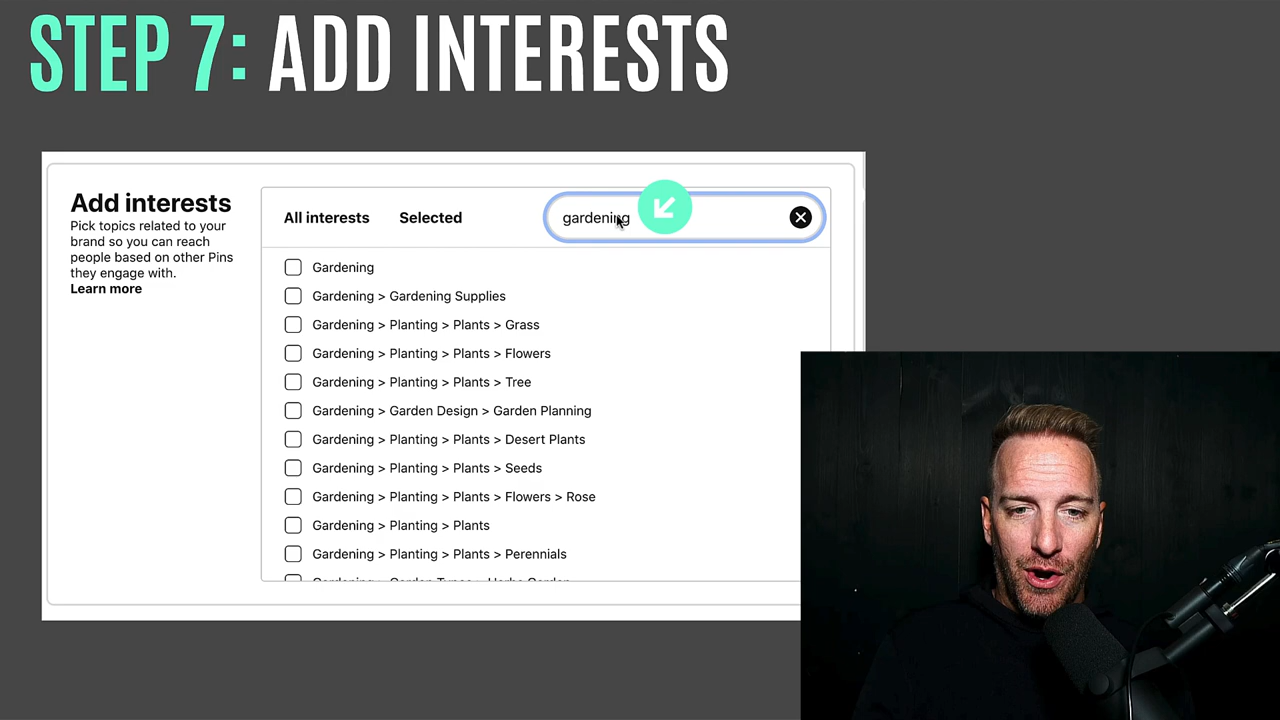 STEP 7: ADD INTERESTS
Add interests
Pick topics related to your
brand so you can reach
people based on other Pins
they engage with.
Learn more
All interests
Selected
gardening
Gardening
Gardening > Gardening Supplies
Gardening > Planting > Plants > Grass
Gardening > Planting > Plants > Flowers
Gardening > Planting > Plants > Tree
Gardening > Garden Design > Garden Planning
Gardening > Planting > Plants > Desert Plants
Gardening > Planting > Plants > Seeds
Gardening > Planting > Plants > Flowers > Rose
Gardening > Planting > Plants
Gardening > Planting > Plants > Perennials